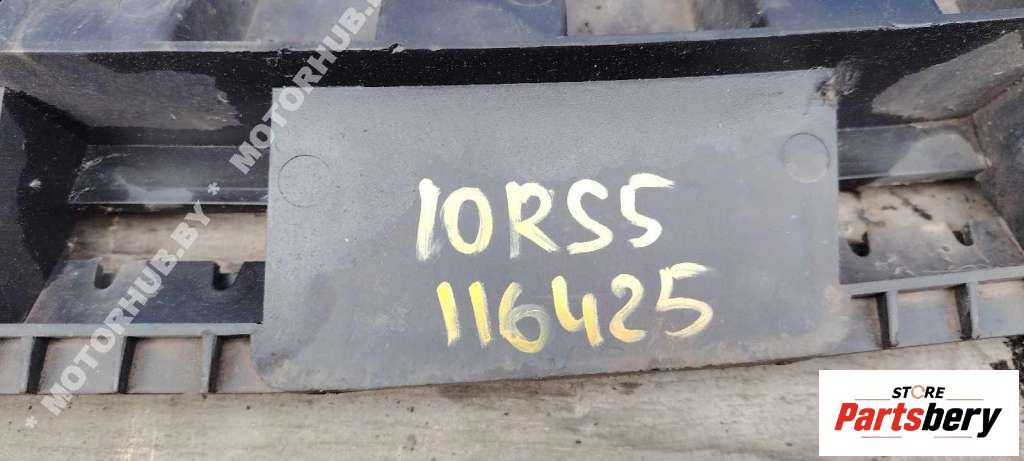 * MOTORHUB.BY * MOTORHUB.BY
10RS5
116425
STORE
Partsbery